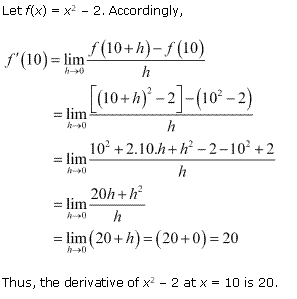 Let f(x) = x² – 2. Accordingly,
f′(10) = lim h→0 f(10+h)−f(10) / h
= lim h→0 [(10+h)² −2]−(10² −2) / h
= lim h→0 10² +2.10.h+h² −2−10² +2 / h
= lim h→0 20h+h² / h
= lim h→0 (20+h)=(20+0)=20
Thus, the derivative of x² – 2 at x = 10 is 20.